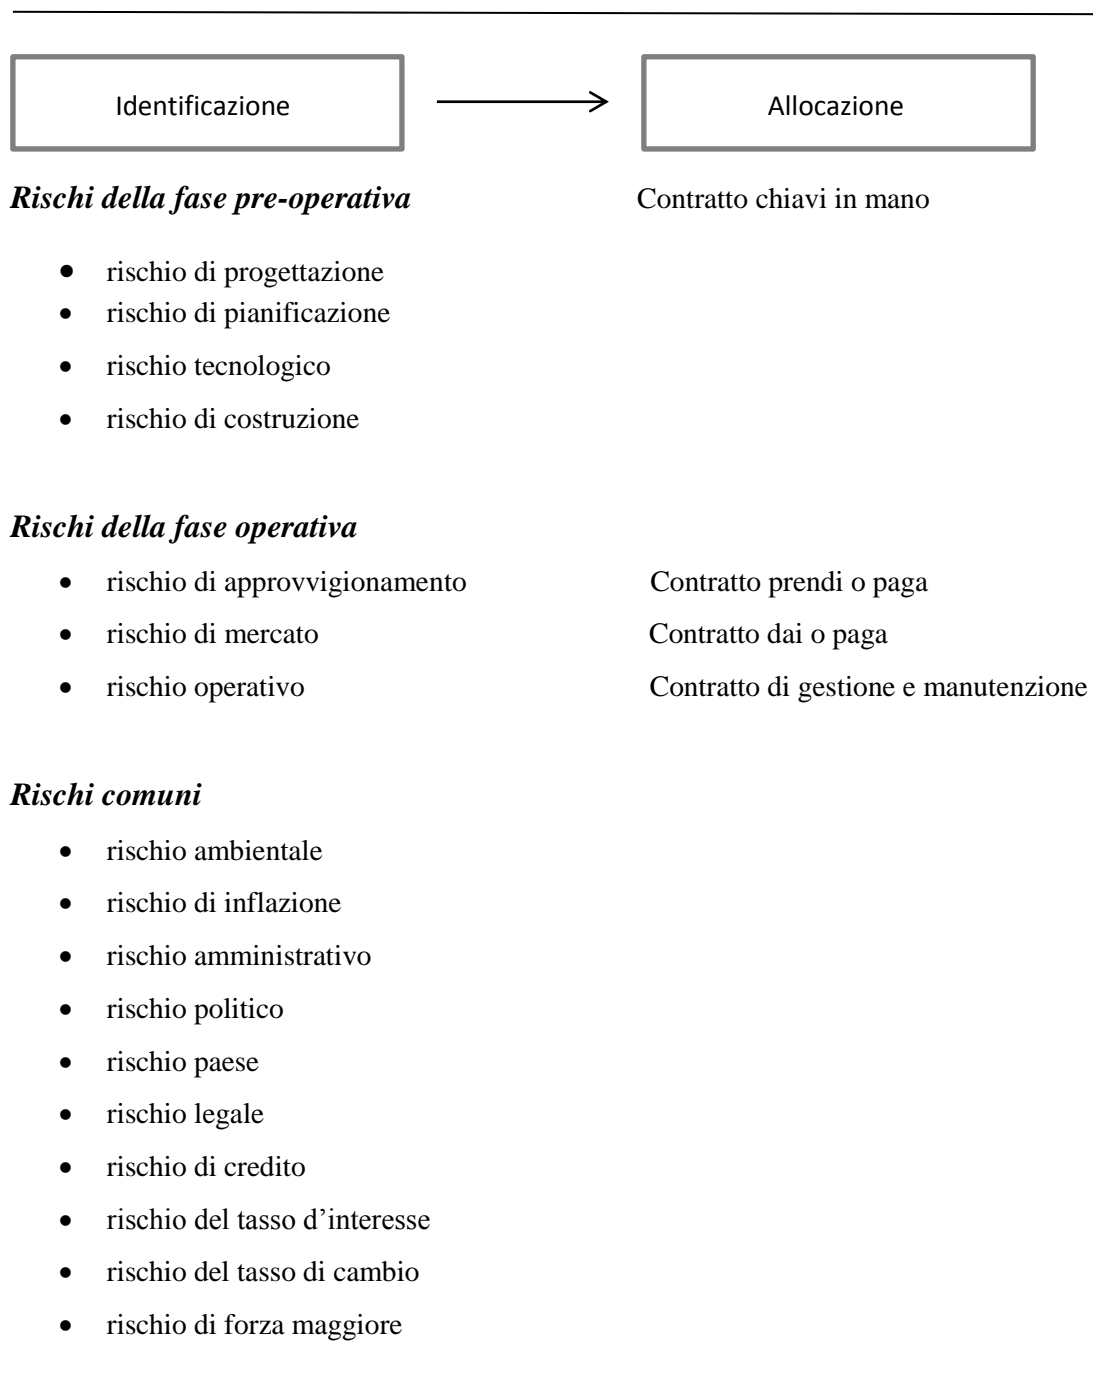 Identificazione Allocazione
Rischi della fase pre-operativa Contratto chiavi in mano
• rischio di progettazione
• rischio di pianificazione
• rischio tecnologico
• rischio di costruzione
Rischi della fase operativa
• rischio di approvvigionamento Contratto prendi o paga
• rischio di mercato Contratto dai o paga
• rischio operativo Contratto di gestione e manutenzione
Rischi comuni
• rischio ambientale
• rischio di inflazione
• rischio amministrativo
• rischio politico
• rischio paese
• rischio legale
• rischio di credito
• rischio del tasso d’interesse
• rischio del tasso di cambio
• rischio di forza maggiore